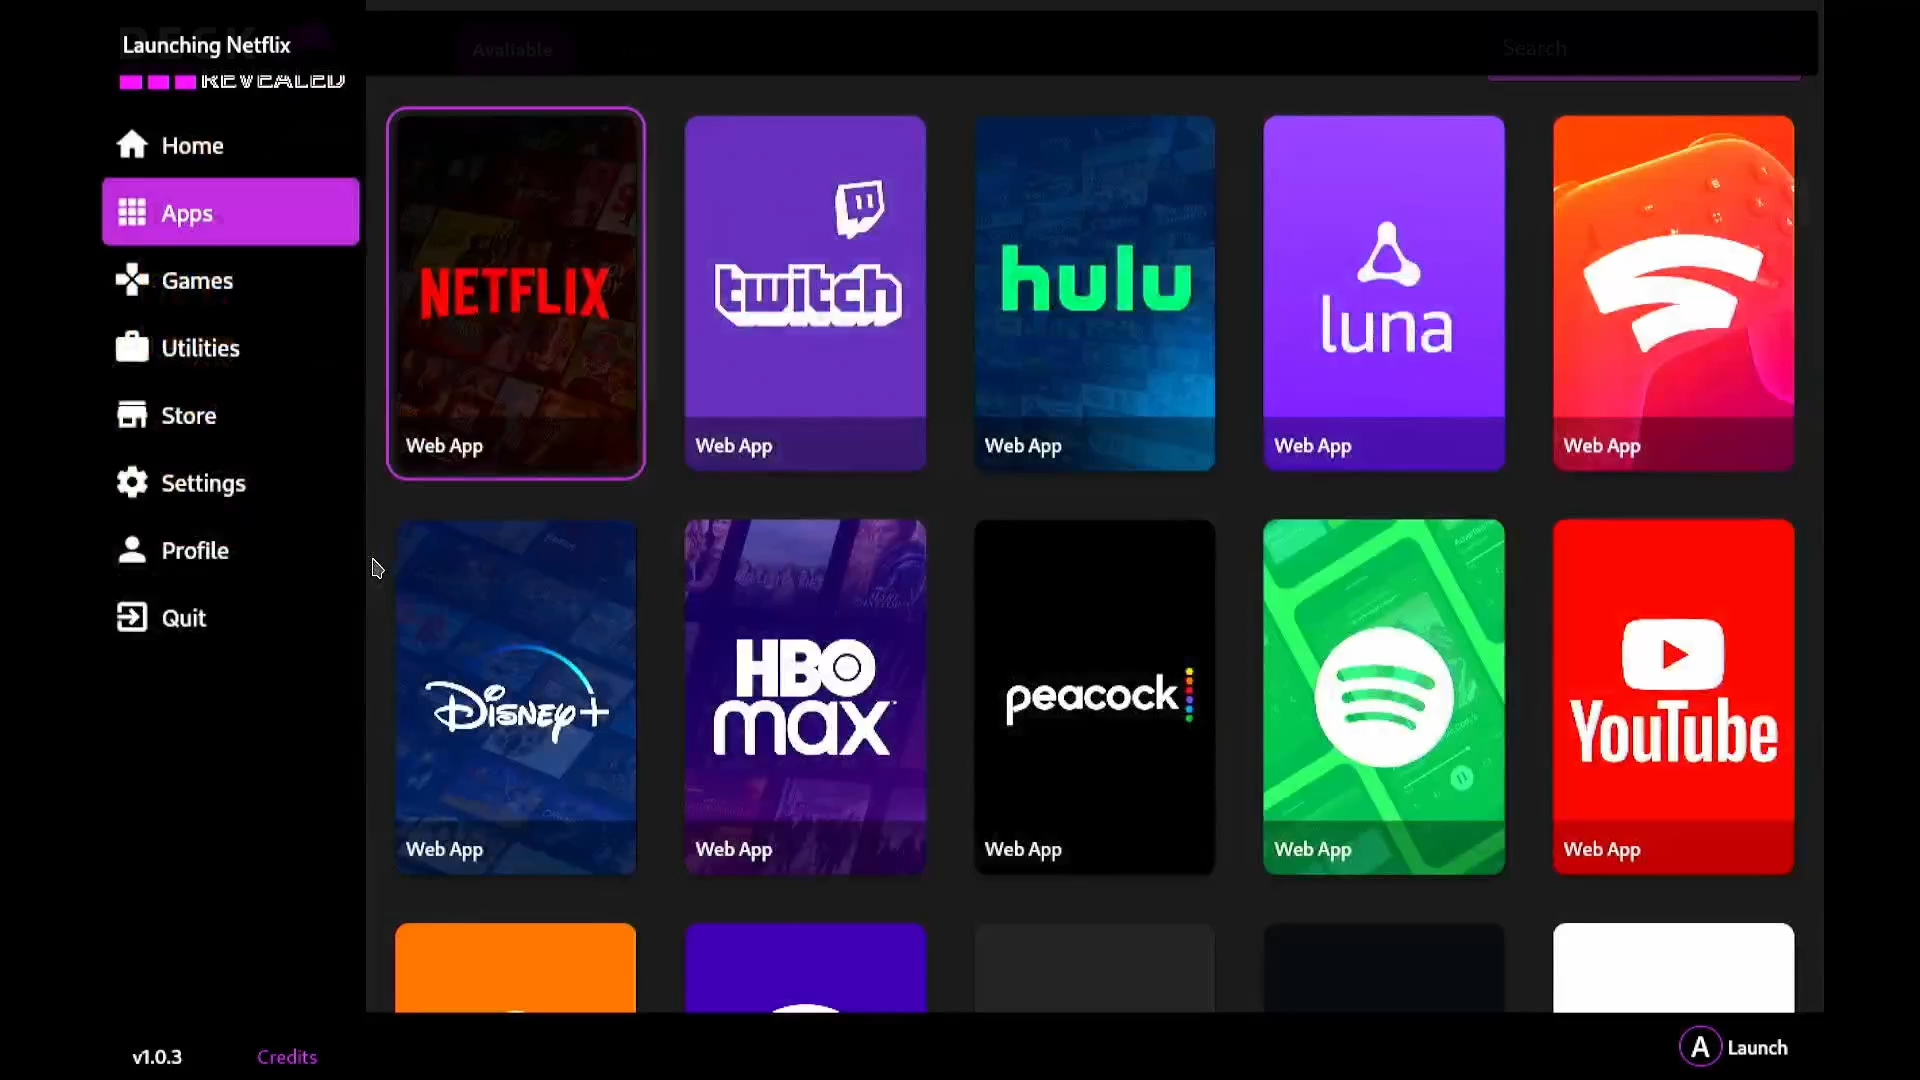 Launching Netflix
REVEALED
Available
Search
Home
Apps
Games
Utilities
Store
Settings
Profile
Quit
NETFLIX
Web App
twitch
Web App
hulu
Web App
luna
Web App
Web App
Disney+
Web App
HBO
max
Web App
peacock
Web App
Web App
YouTube
Web App
v1.0.3
Credits
A Launch